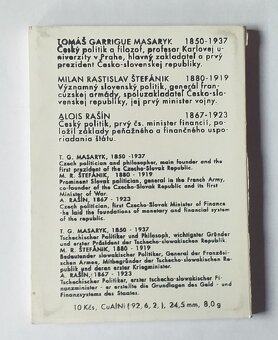 TOMÁŠ GARRIGUE MASARYK 1850-1937
Český politik a filozof, profesor Karlovej u-
niverzity v Prahe, hlavný zakladateľ a prvý
prezident Česko-slovenskej republiky.
MILAN RASTISLAV ŠTEFÁNIK 1880-1919
Významný slovenský politik, generál fran-
cúzskej armády, spoluzakladateľ Česko-slo-
venskej republiky, jej prvý minister vojny.
ALOIS RAŠÍN 1867-1923
Český politik, prvý čs. minister financií, po-
ložil základy peňažného a finančného uspo-
riadania štátu.
T. G. MASARYK, 1850 -1937
Czech politician and philosopher, main founder and the
first president of the Czecho-Slovak Republic.
M. R. ŠTEFÁNIK, 1880 - 1919
Prominent Slovak politician, general in the French Army,
co-founder of the Czecho-Slovak Republic and its first
Minister of War.
A. RAŠÍN, 1867 - 1923
Czech politician, first Czecho-Slovak Minister of Finance
-he laid the foundations of monetary and financial system
of the republic.
T. G. MASARYK, 1850 -1937
Tschechischer Politiker und Philosoph, wichtigster Gründer
und erster Präsident der Tschecho-slowakischen Republik.
M. R. ŠTEFÁNIK, 1880 - 1919
Bedeutender slowakischer Politiker, General der Französi-
schen Armee, Mitbegründer der Tschecho-slowakischen Re-
publik und deren erster Kriegsminister.
A. RAŠÍN, 1867 -1923
Tschechischer Politiker, erster tschecho-slowakischer Fi-
nanzminister - er erstellte die Grundlagen des Geld - und
Finanzsystems des Staates.
10 Kčs, CuAlNi (92, 6, 2), 24,5 mm, 8,0 g